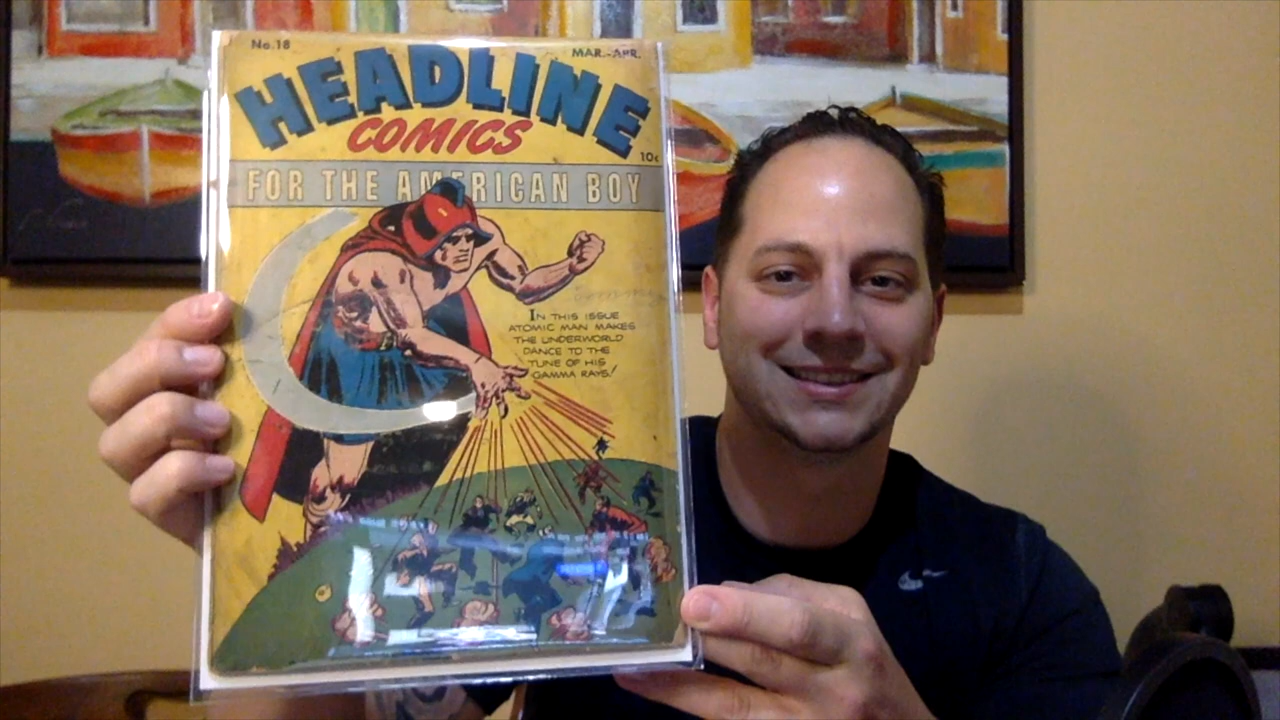 No. 18
MAR.-APR.
HEADLINE
COMICS
10¢
FOR THE AMERICAN BOY
IN THIS ISSUE
ATOMIC MAN MAKES
THE UNDERWORLD
DANCE TO THE
TUNE OF HIS
GAMMA RAYS!